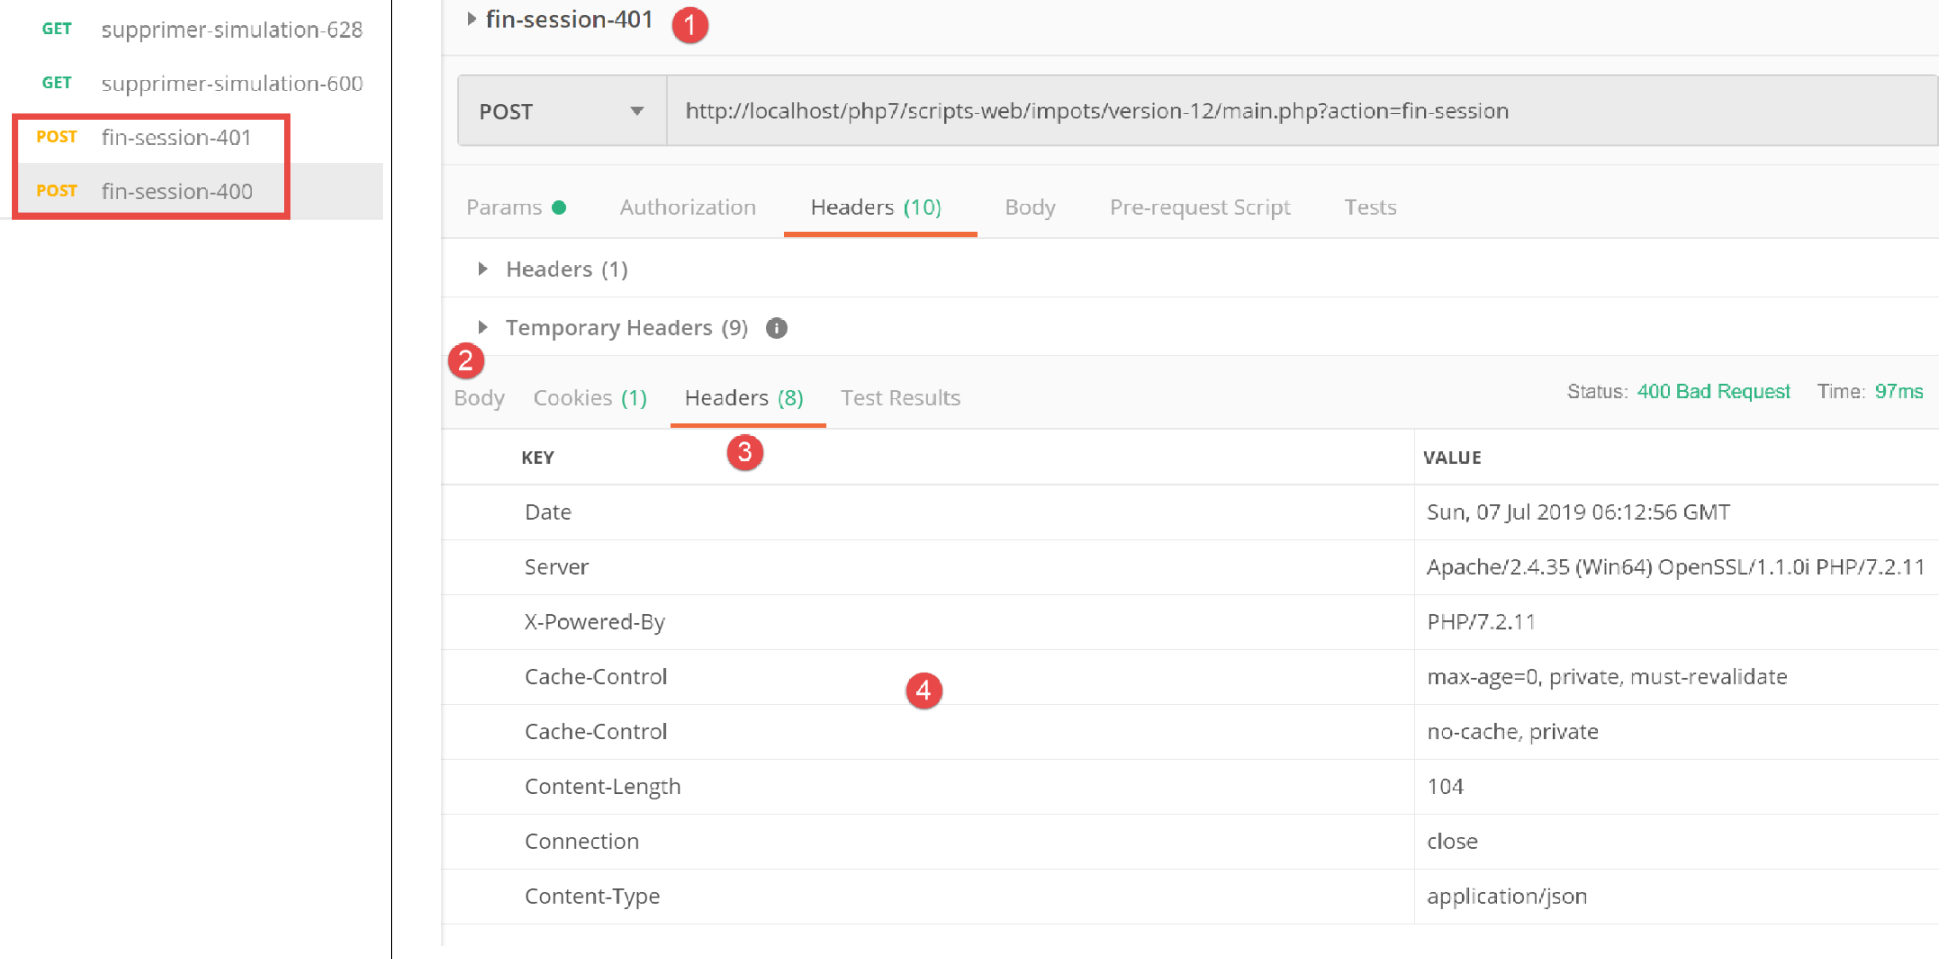 GET supprimer-simulation-628
GET supprimer-simulation-600
POST fin-session-401
POST fin-session-400
fin-session-401 1
POST http://localhost/php7/scripts-web/impots/version-12/main.php?action=fin-session
Params Authorization Headers (10) Body Pre-request Script Tests
Headers (1)
Temporary Headers (9) i
2
Body Cookies (1) Headers (8) Test Results Status: 400 Bad Request Time: 97ms
3
KEY VALUE
Date Sun, 07 Jul 2019 06:12:56 GMT
Server Apache/2.4.35 (Win64) OpenSSL/1.1.0i PHP/7.2.11
X-Powered-By PHP/7.2.11
Cache-Control 4 max-age=0, private, must-revalidate
Cache-Control no-cache, private
Content-Length 104
Connection close
Content-Type application/json